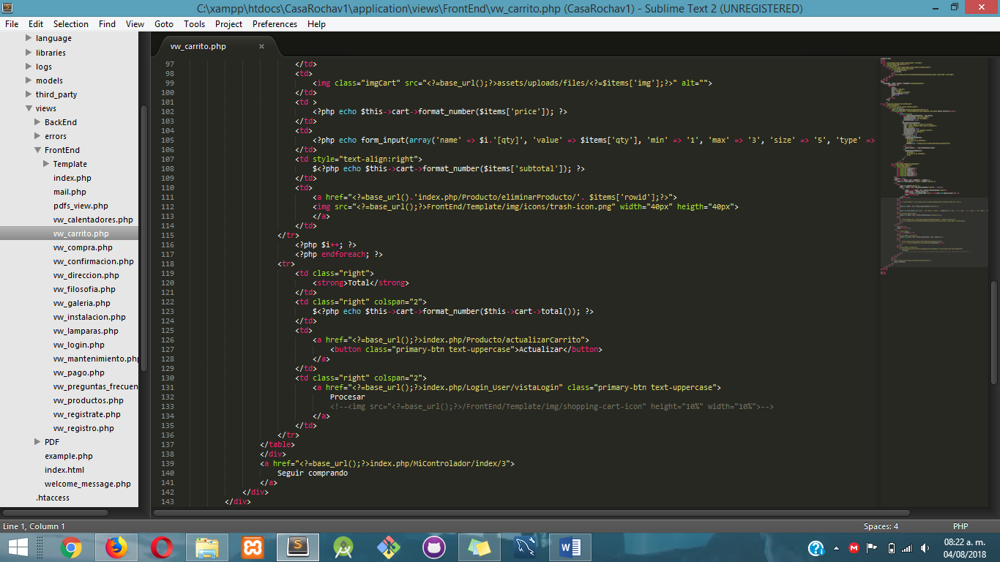 C:\xampp\htdocs\CasaRochav1\application\views\FrontEnd\vw_carrito.php (CasaRochav1) - Sublime Text 2 (UNREGISTERED)
File Edit Selection Find View Goto Tools Project Preferences Help
language
libraries
logs
models
third_party
views
BackEnd
errors
FrontEnd
Template
index.php
mail.php
pdfs_view.php
vw_calentadores.php
vw_carrito.php
vw_compra.php
vw_confirmacion.php
vw_direccion.php
vw_filosofia.php
vw_galeria.php
vw_instalacion.php
vw_lamparas.php
vw_login.php
vw_mantenimiento.php
vw_pago.php
vw_preguntas_frecuen
vw_productos.php
vw_registrate.php
vw_registro.php
PDF
example.php
index.html
welcome_message.php
.htaccess
vw_carrito.php ×
97 </td>
98 <td>
99 <img class="imgCart" src="<?=base_url();?>assets/uploads/files/<?=$items['img'];?>" alt="">
100 </td>
101 <td >
102 <?php echo $this->cart->format_number($items['price']); ?>
103 </td>
104 <td>
105 <?php echo form_input(array('name' => $i.'[qty]', 'value' => $items['qty'], 'min' => '1', 'max' => '3', 'size' => '5', 'type' =>
106 </td>
107 <td style="text-align:right">
108 $<?php echo $this->cart->format_number($items['subtotal']); ?>
109 </td>
110 <td>
111 <a href="<?=base_url().'index.php/Producto/eliminarProducto/'. $items['rowid'];?>">
112 <img src="<?=base_url();?>FrontEnd/Template/img/icons/trash-icon.png" width="40px" heigth="40px">
113 </a>
114 </td>
115 </tr>
116 <?php $i++; ?>
117 <?php endforeach; ?>
118 <tr>
119 <td class="right">
120 <strong>Total</strong>
121 </td>
122 <td class="right" colspan="2">
123 $<?php echo $this->cart->format_number($this->cart->total()); ?>
124 </td>
125 <td>
126 <a href="<?=base_url();?>index.php/Producto/actualizarCarrito">
127 <button class="primary-btn text-uppercase">Actualizar</button>
128 </a>
129 </td>
130 <td class="right" colspan="2">
131 <a href="<?=base_url();?>index.php/Login_User/vistaLogin" class="primary-btn text-uppercase">
132 Procesar
133 <!--<img src="<?=base_url();?>/FrontEnd/Template/img/shopping-cart-icon" height="10%" width="10%">-->
134 </a>
135 </td>
136 </tr>
137 </table>
138 </div>
139 <a href="<?=base_url();?>index.php/MiControlador/index/3">
140 Seguir comprando
141 </a>
142 </div>
143 </div>
Line 1, Column 1 Spaces: 4 PHP
08:22 a. m.
04/08/2018